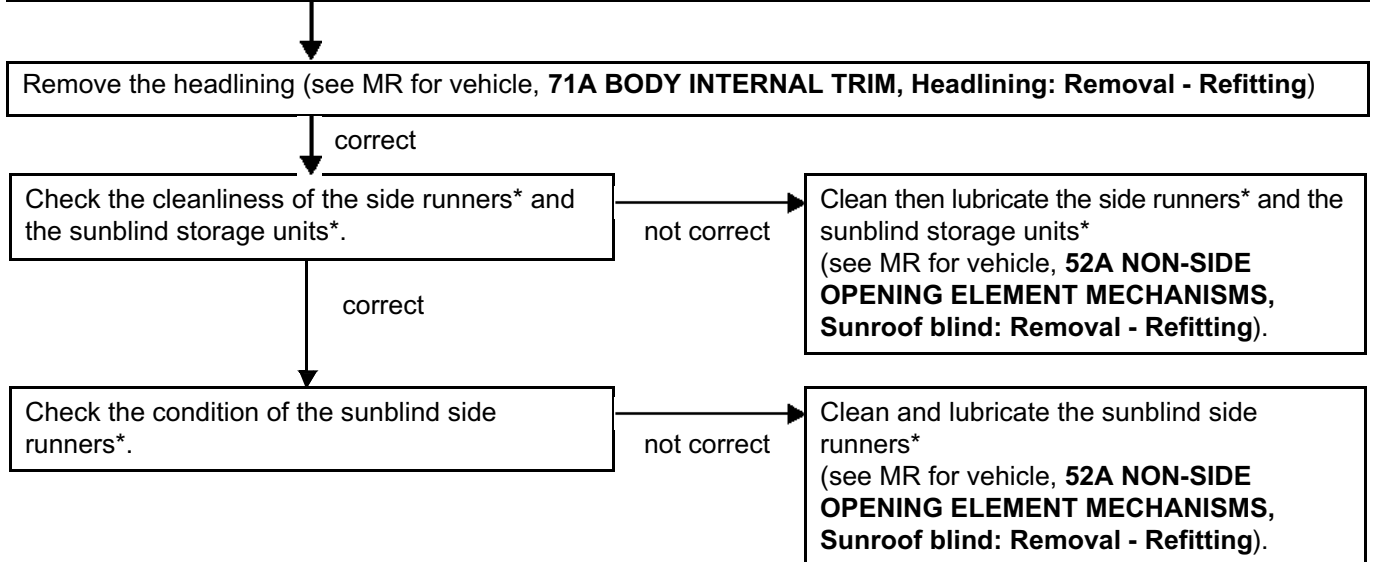 Remove the headlining (see MR for vehicle, 71A BODY INTERNAL TRIM, Headlining: Removal - Refitting)
correct
Check the cleanliness of the side runners* and
the sunblind storage units*.
not correct
Clean then lubricate the side runners* and the
sunblind storage units*
(see MR for vehicle, 52A NON-SIDE
OPENING ELEMENT MECHANISMS,
Sunroof blind: Removal - Refitting).
correct
Check the condition of the sunblind side
runners*.
not correct
Clean and lubricate the sunblind side
runners*
(see MR for vehicle, 52A NON-SIDE
OPENING ELEMENT MECHANISMS,
Sunroof blind: Removal - Refitting).